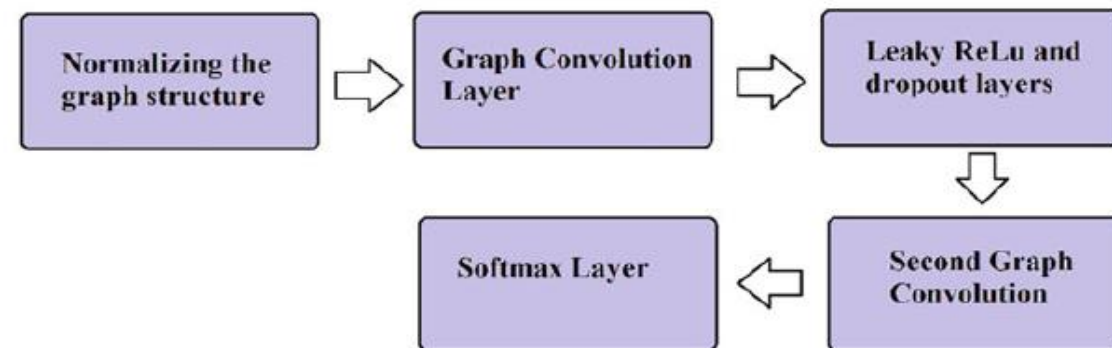 Normalizing the
graph structure
Graph Convolution
Layer
Leaky ReLu and
dropout layers
Second Graph
Convolution
Softmax Layer